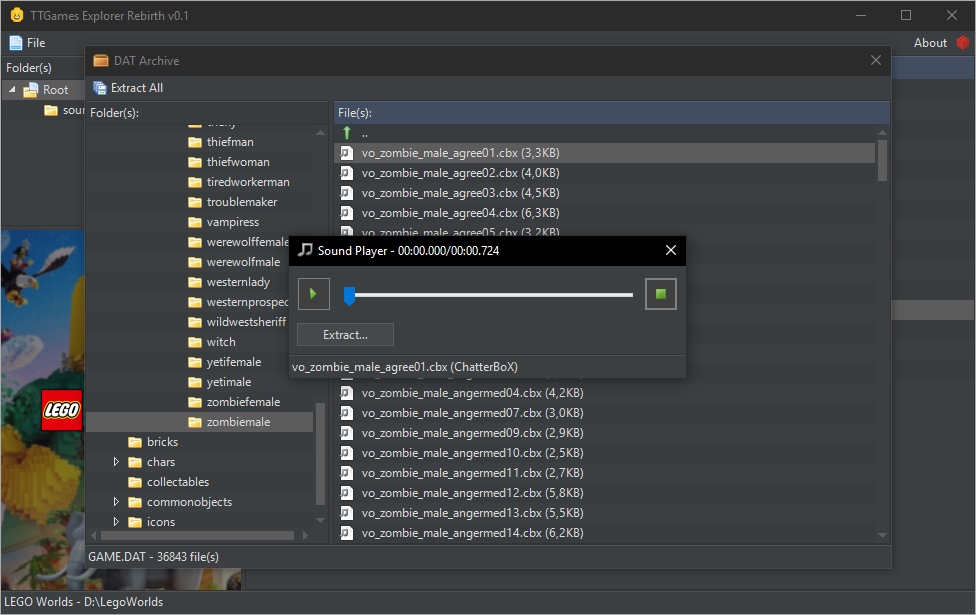 TTGames Explorer Rebirth v0.1
File
About
Folder(s)
Root
DAT Archive
Extract All
Folder(s):
thiefman
thiefwoman
tiredworkerman
troublemaker
vampiress
werewolffemale
werewolfmale
westernlady
westernprospec
wildwestsheriff
witch
yetifemale
yetimale
zombiefemale
zombiemale
bricks
chars
collectables
commonobjects
icons
File(s):
..
vo_zombie_male_agree01.cbx (3,3KB)
vo_zombie_male_agree02.cbx (4,0KB)
vo_zombie_male_agree03.cbx (4,5KB)
vo_zombie_male_agree04.cbx (6,3KB)
vo_zombie_male_agree05.cbx (3,2KB)
Sound Player - 00:00.000/00:00.724
Extract...
vo_zombie_male_agree01.cbx (ChatterBoX)
vo_zombie_male_angermed04.cbx (4,2KB)
vo_zombie_male_angermed07.cbx (3,0KB)
vo_zombie_male_angermed09.cbx (2,9KB)
vo_zombie_male_angermed10.cbx (2,5KB)
vo_zombie_male_angermed11.cbx (2,7KB)
vo_zombie_male_angermed12.cbx (5,8KB)
vo_zombie_male_angermed13.cbx (5,5KB)
vo_zombie_male_angermed14.cbx (6,2KB)
LEGO
GAME.DAT - 36843 file(s)
LEGO Worlds - D:\LegoWorlds